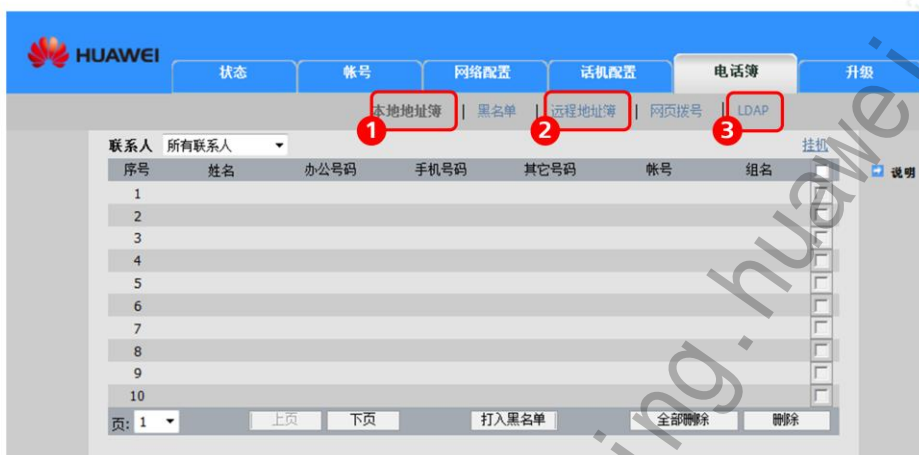 HUAWEI
状态 帐号 网络配置 话机配置 电话簿 升级
本地地址簿 | 黑名单 | 远程地址簿 | 网页拨号 | LDAP
1 2 3
联系人 所有联系人 挂机
序号 姓名 办公号码 手机号码 其它号码 帐号 组名 说明
1
2
3
4
5
6
7
8
9
10
页: 1 上页 下页 打入黑名单 全部删除 删除
ing.huawei